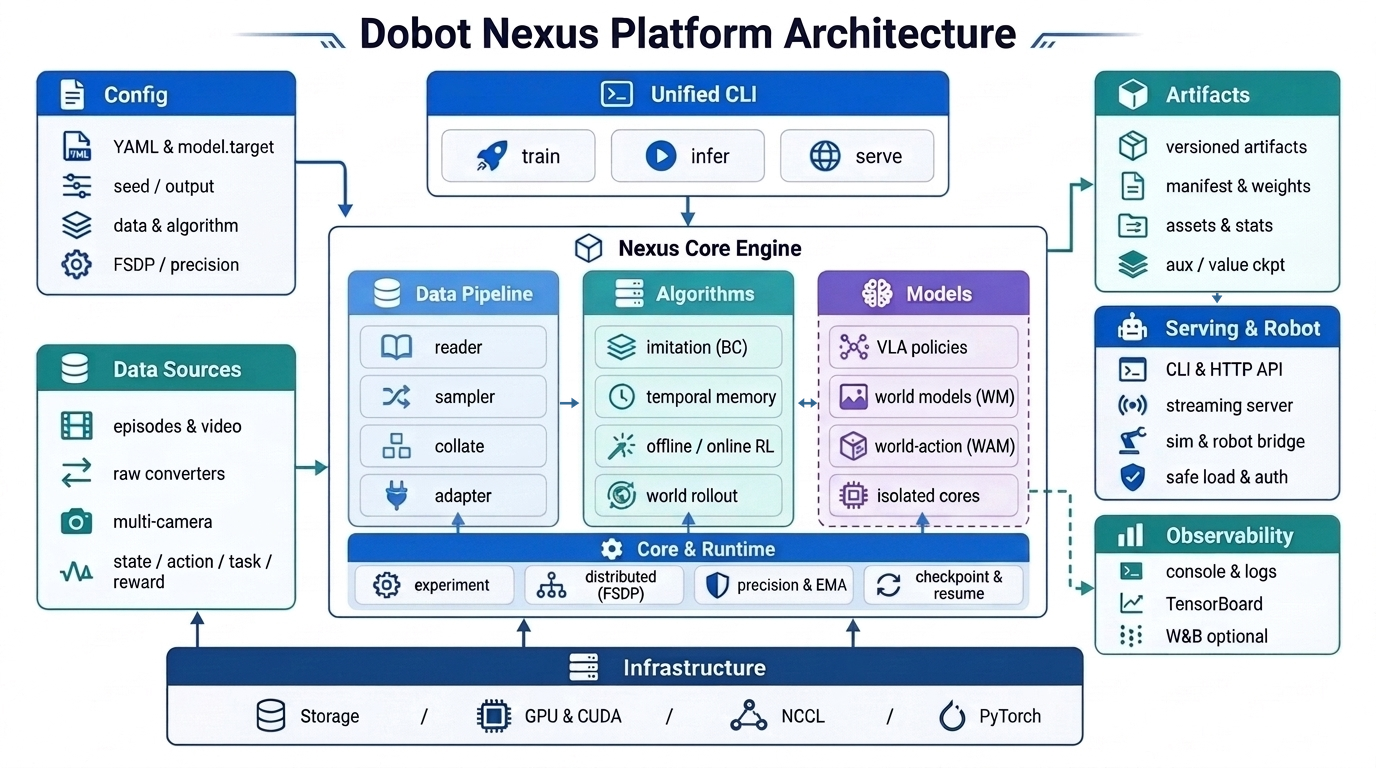 Dobot Nexus Platform Architecture
Config
YAML & model.target
seed / output
data & algorithm
FSDP / precision
Unified CLI
train
infer
serve
Artifacts
versioned artifacts
manifest & weights
assets & stats
aux / value ckpt
Data Sources
episodes & video
raw converters
multi-camera
state / action / task /
reward
Nexus Core Engine
Data Pipeline
reader
sampler
collate
adapter
Algorithms
imitation (BC)
temporal memory
offline / online RL
world rollout
Models
VLA policies
world models (WM)
world-action (WAM)
isolated cores
Core & Runtime
experiment
distributed
(FSDP)
precision & EMA
checkpoint &
resume
Serving & Robot
CLI & HTTP API
streaming server
sim & robot bridge
safe load & auth
Observability
console & logs
TensorBoard
W&B optional
Infrastructure
Storage / GPU & CUDA / NCCL / PyTorch